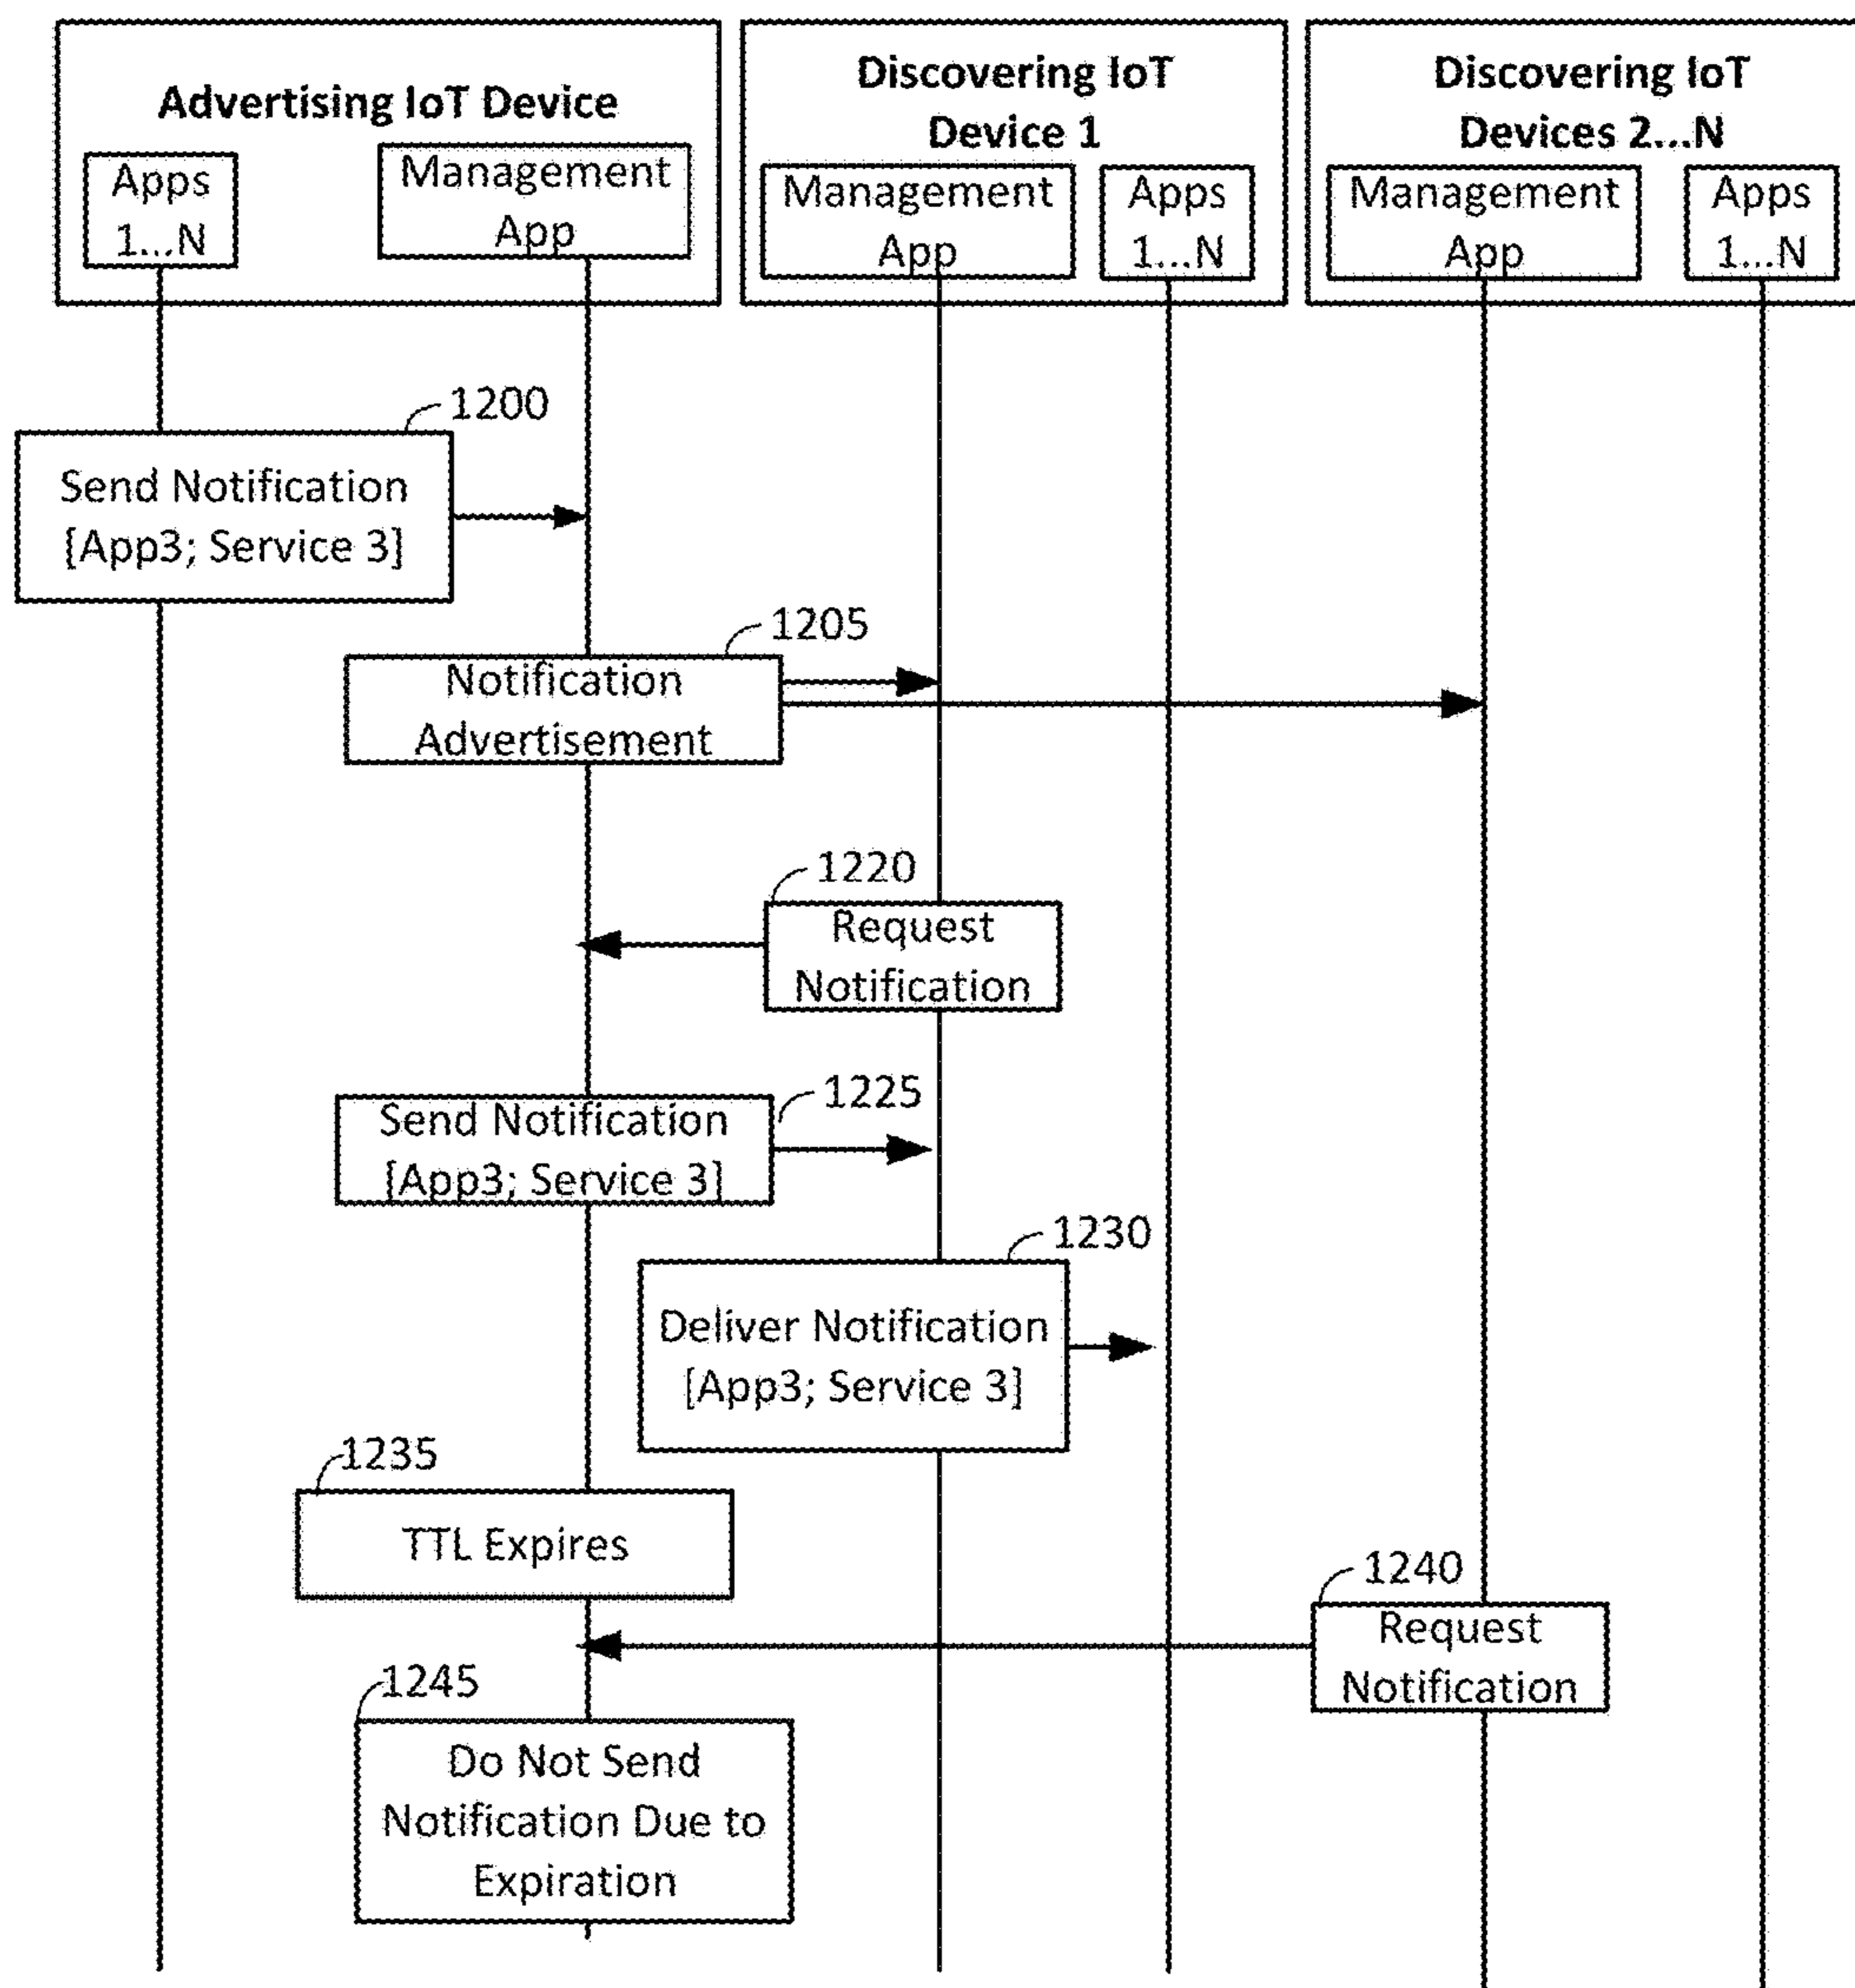 Advertising IoT Device
Apps
1...N
Management
App
Discovering IoT
Device 1
Management
App
Apps
1...N
Discovering IoT
Devices 2...N
Management
App
Apps
1...N
1200
Send Notification
[App3; Service 3]
1205
Notification
Advertisement
1220
Request
Notification
1225
Send Notification
[App3; Service 3]
1230
Deliver Notification
[App3; Service 3]
1235
TTL Expires
1240
Request
Notification
1245
Do Not Send
Notification Due to
Expiration